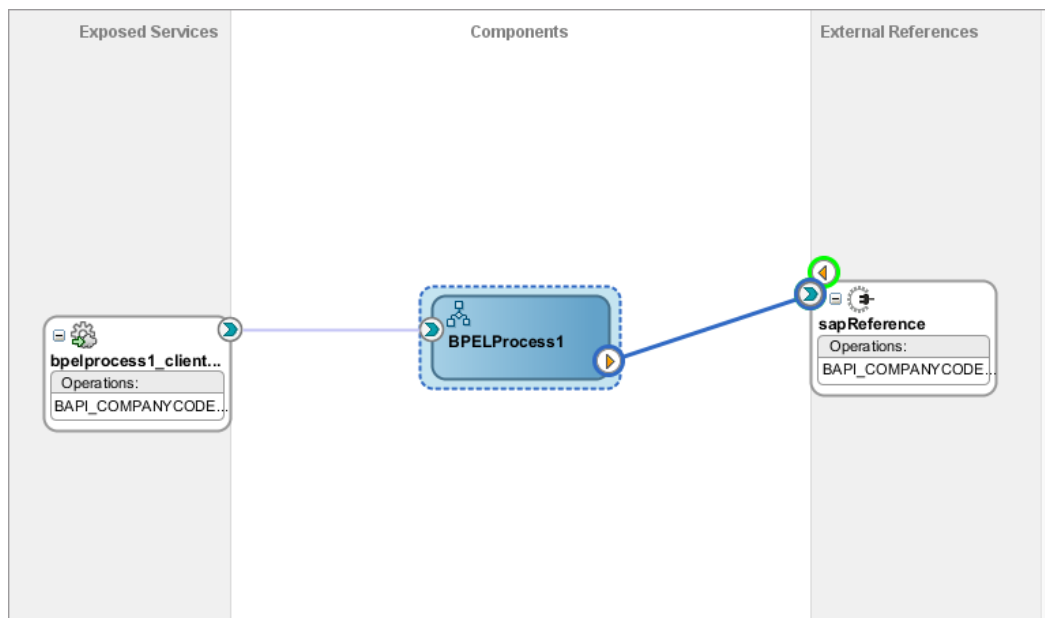 Exposed Services
Components
External References
bpelprocess1_client...
Operations:
BAPI_COMPANYCODE...
BPELProcess1
sapReference
Operations:
BAPI_COMPANYCODE...